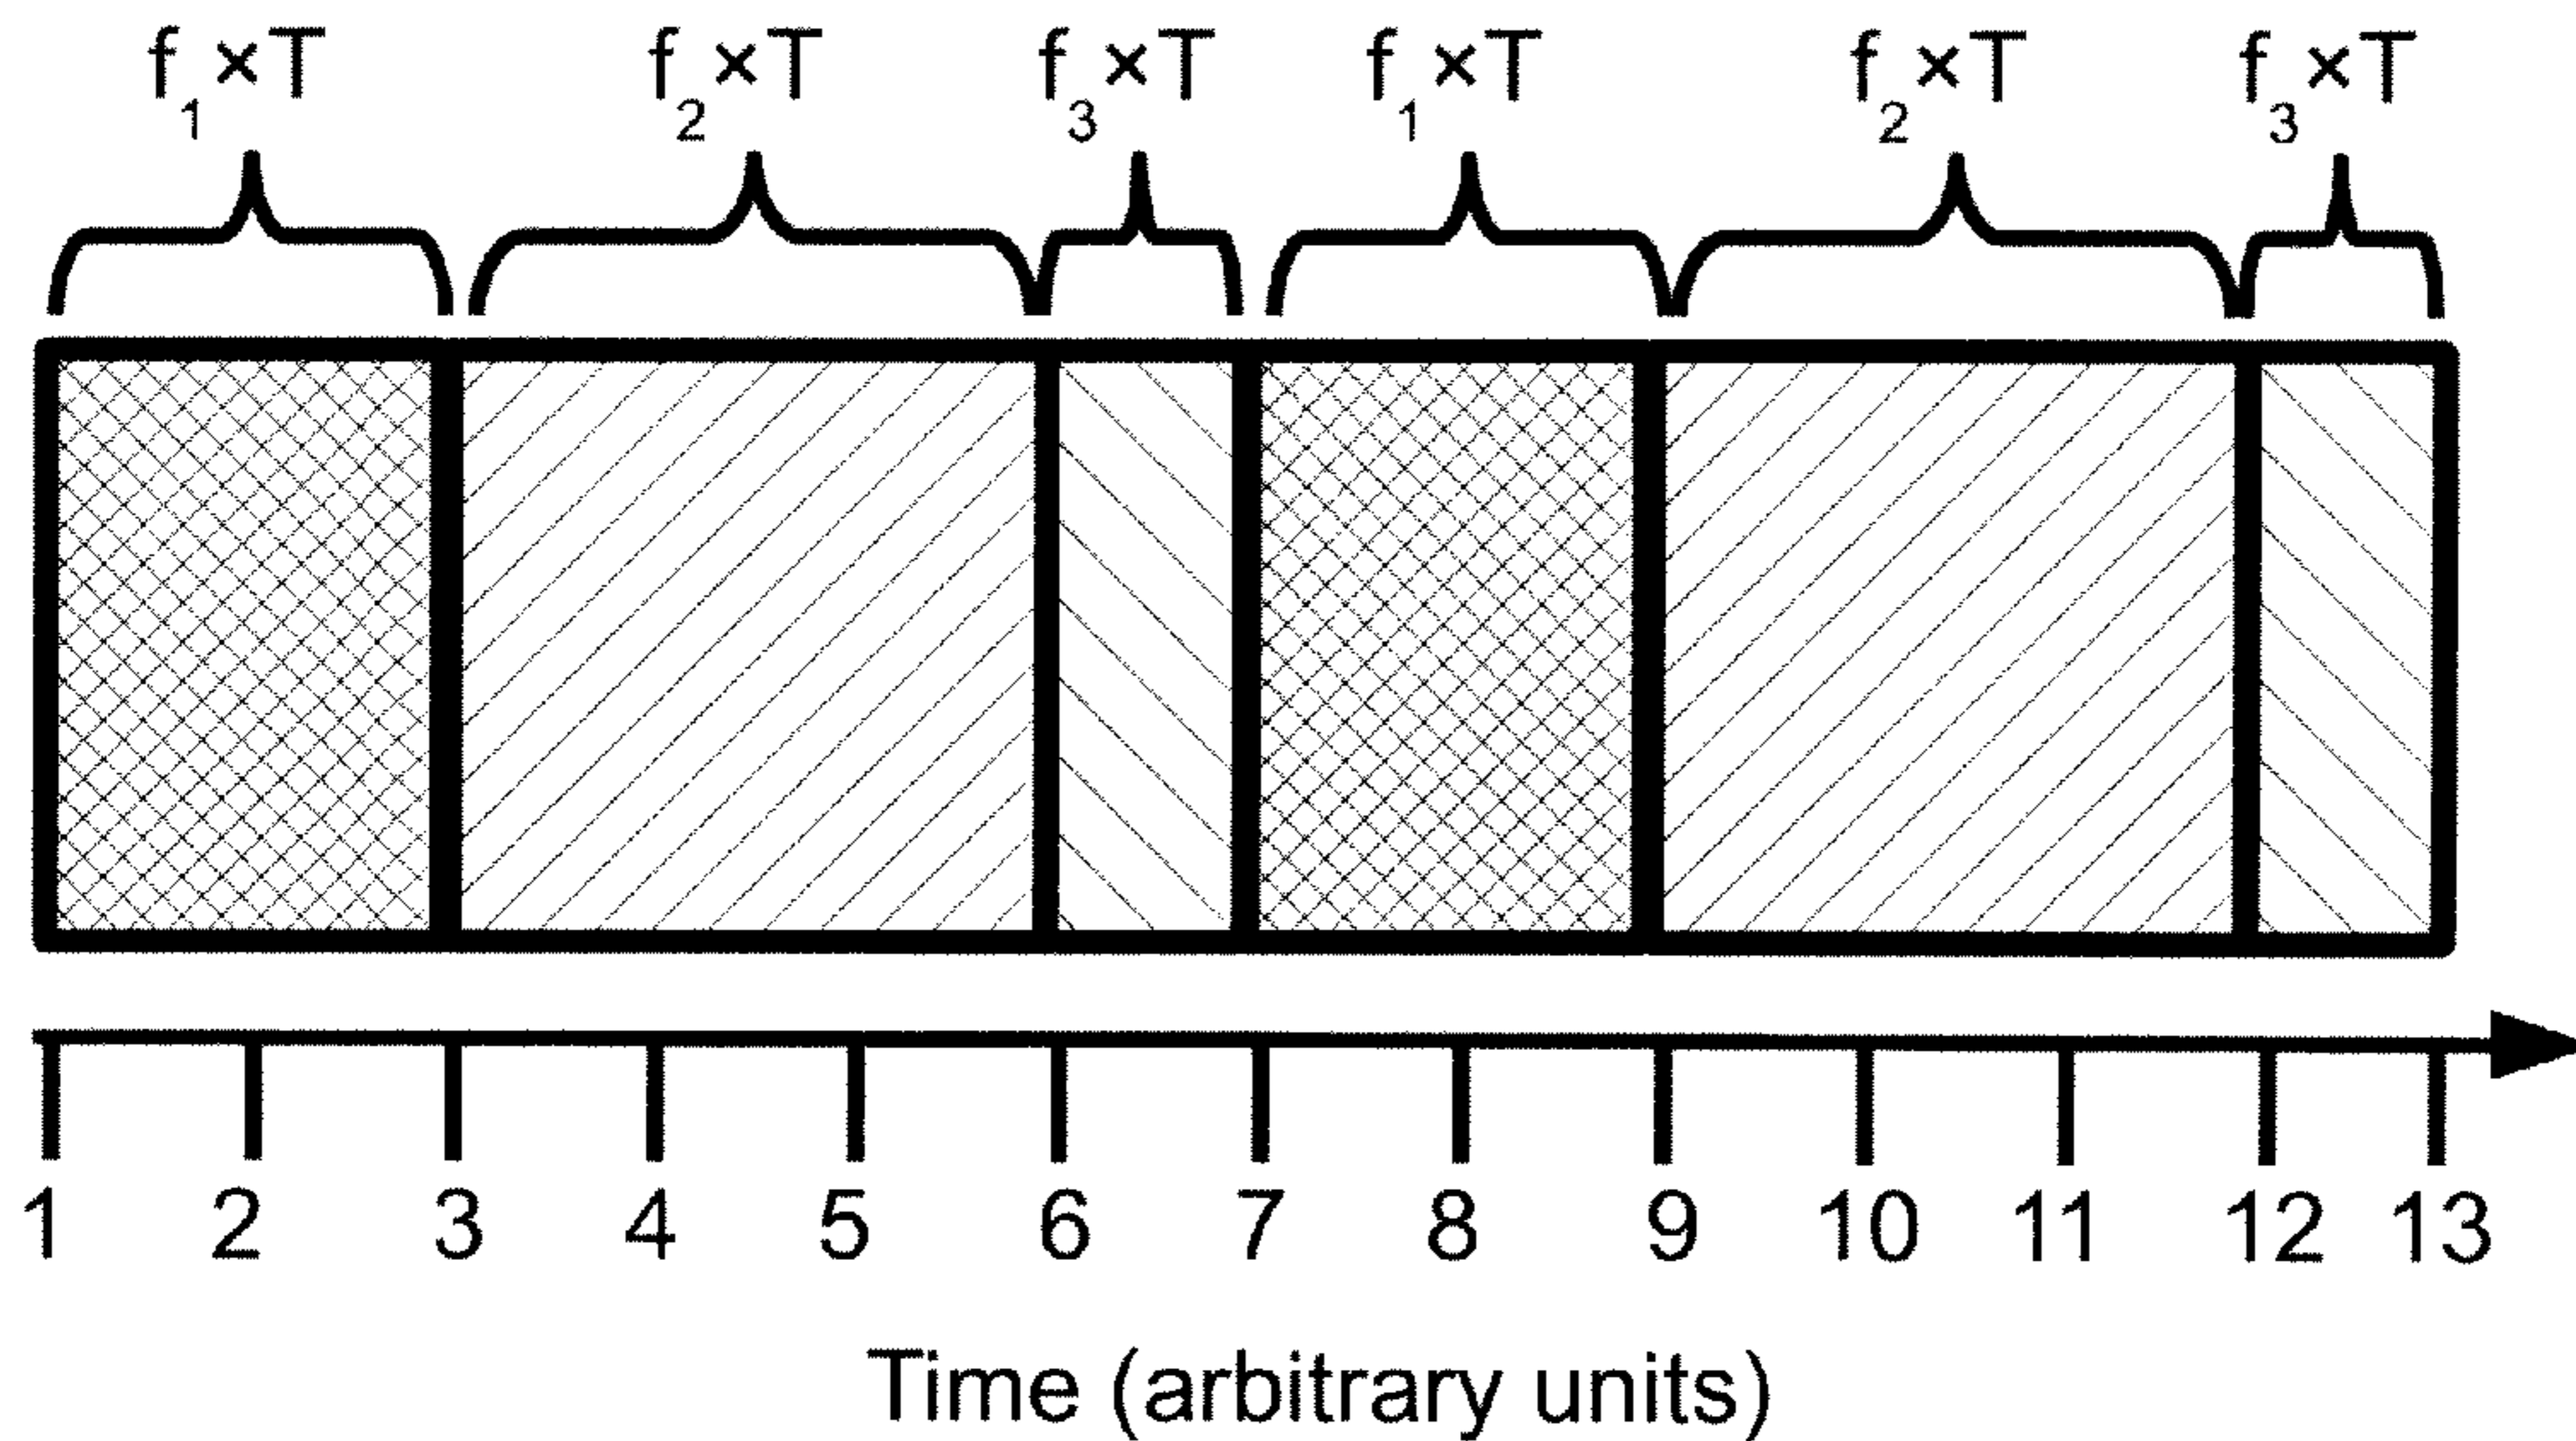 f₁×T f₂×T f₃×T f₁×T f₂×T f₃×T
1 2 3 4 5 6 7 8 9 10 11 12 13
Time (arbitrary units)